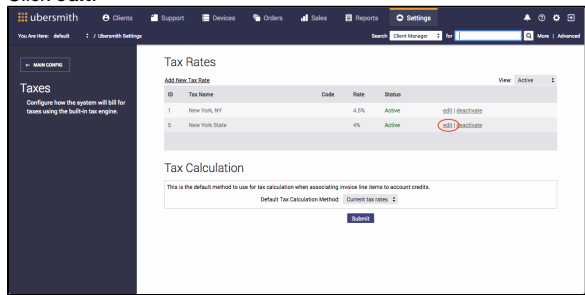 ubersmith Clients Support Devices Orders Sales Reports Settings
You Are Here: default / Ubersmith Settings Search Client Manager for More | Advanced
← MAIN CONFIG
Taxes
Configure how the system will bill for
taxes using the built-in tax engine.
Tax Rates
Add New Tax Rate View: Active
ID Tax Name Code Rate Status
1 New York, NY 4.5% Active edit | deactivate
5 New York State 4% Active edit | deactivate
Tax Calculation
This is the default method to use for tax calculation when associating invoice line items to account credits.
Default Tax Calculation Method: Current tax rates
Submit